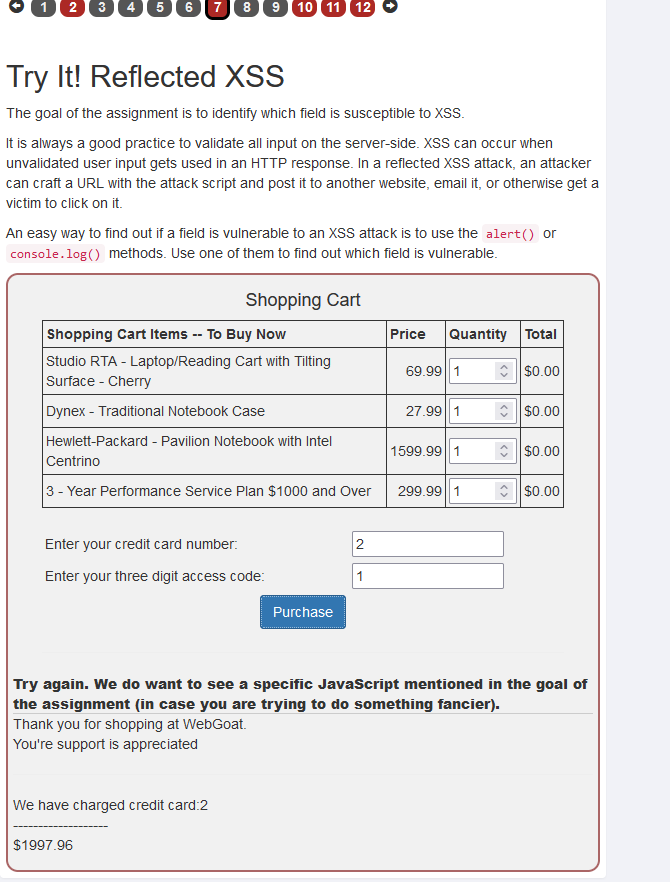 1 2 3 4 5 6 7 8 9 10 11 12
Try It! Reflected XSS
The goal of the assignment is to identify which field is susceptible to XSS.
It is always a good practice to validate all input on the server-side. XSS can occur when
unvalidated user input gets used in an HTTP response. In a reflected XSS attack, an attacker
can craft a URL with the attack script and post it to another website, email it, or otherwise get a
victim to click on it.
An easy way to find out if a field is vulnerable to an XSS attack is to use the alert() or
console.log() methods. Use one of them to find out which field is vulnerable.
Shopping Cart
Shopping Cart Items -- To Buy Now Price Quantity Total
Studio RTA - Laptop/Reading Cart with Tilting
Surface - Cherry 69.99 1 $0.00
Dynex - Traditional Notebook Case 27.99 1 $0.00
Hewlett-Packard - Pavilion Notebook with Intel
Centrino 1599.99 1 $0.00
3 - Year Performance Service Plan $1000 and Over 299.99 1 $0.00
Enter your credit card number: 2
Enter your three digit access code: 1
Purchase
Try again. We do want to see a specific JavaScript mentioned in the goal of
the assignment (in case you are trying to do something fancier).
Thank you for shopping at WebGoat.
You're support is appreciated
We have charged credit card:2
-------------------
$1997.96